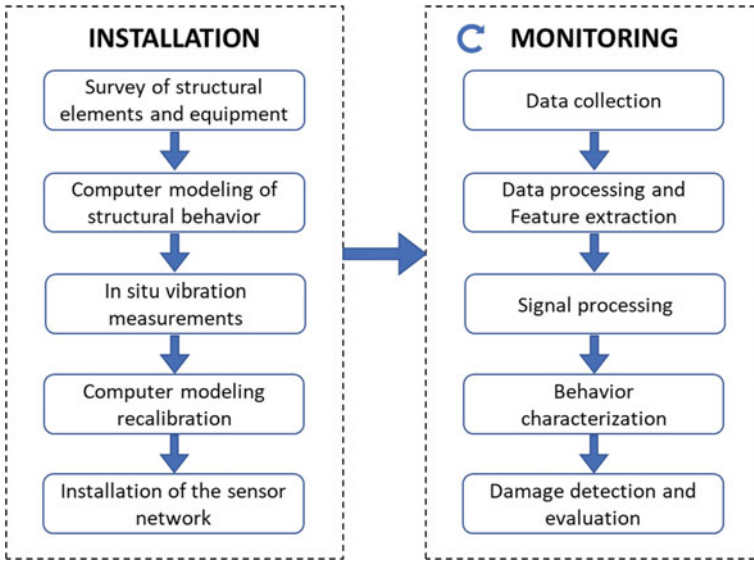 INSTALLATION
Survey of structural
elements and equipment
Computer modeling of
structural behavior
In situ vibration
measurements
Computer modeling
recalibration
Installation of the sensor
network
MONITORING
Data collection
Data processing and
Feature extraction
Signal processing
Behavior
characterization
Damage detection and
evaluation